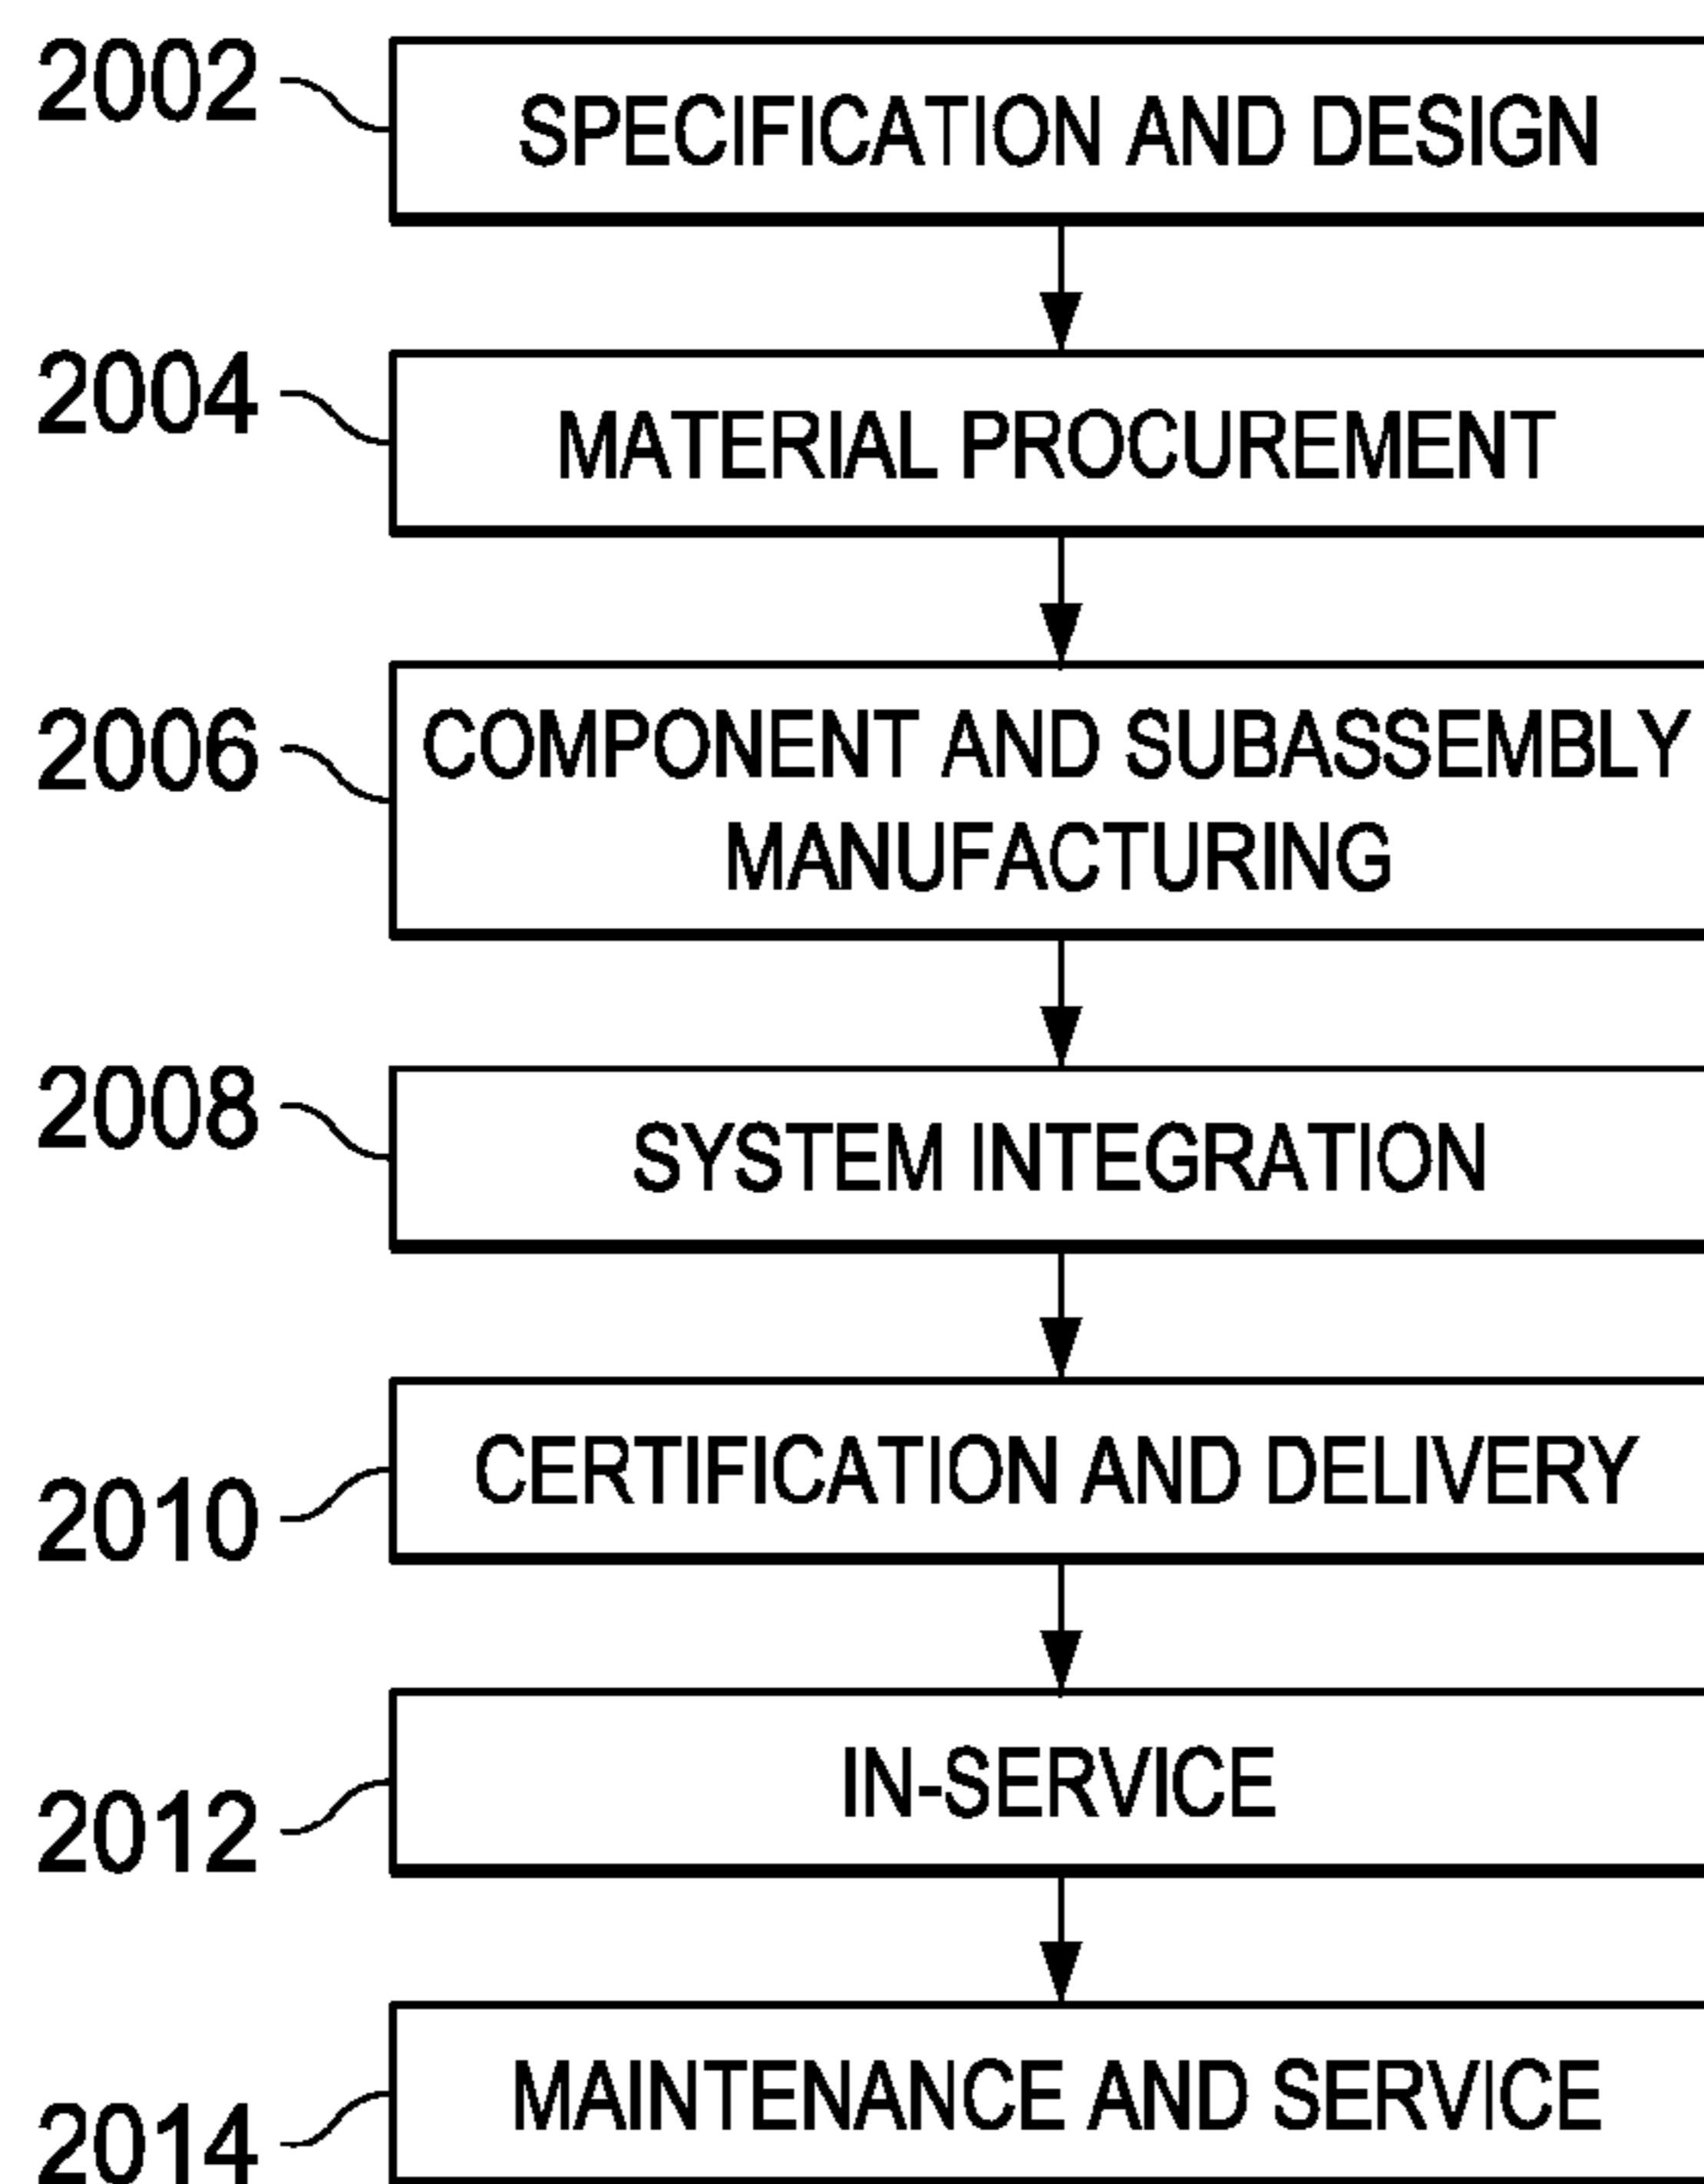 2002
SPECIFICATION AND DESIGN
2004
MATERIAL PROCUREMENT
2006
COMPONENT AND SUBASSEMBLY
MANUFACTURING
2008
SYSTEM INTEGRATION
2010
CERTIFICATION AND DELIVERY
2012
IN-SERVICE
2014
MAINTENANCE AND SERVICE